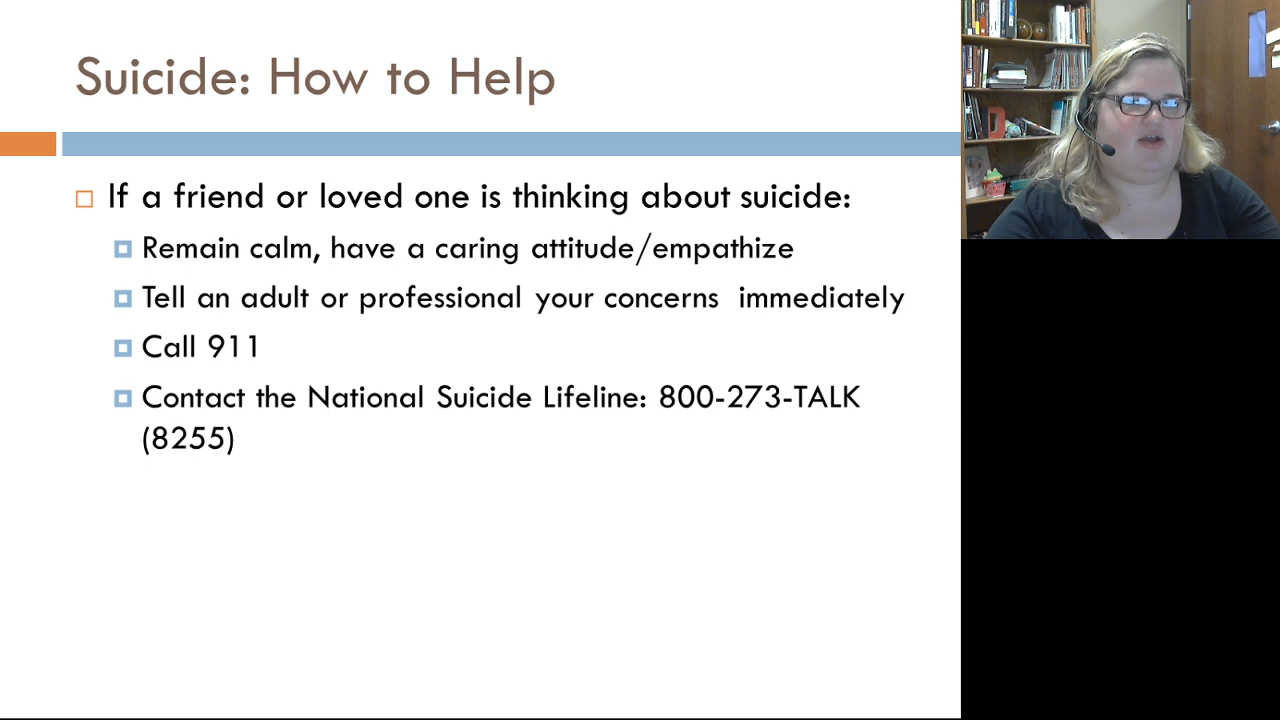 Suicide: How to Help
If a friend or loved one is thinking about suicide:
Remain calm, have a caring attitude/empathize
Tell an adult or professional your concerns immediately
Call 911
Contact the National Suicide Lifeline: 800-273-TALK
(8255)